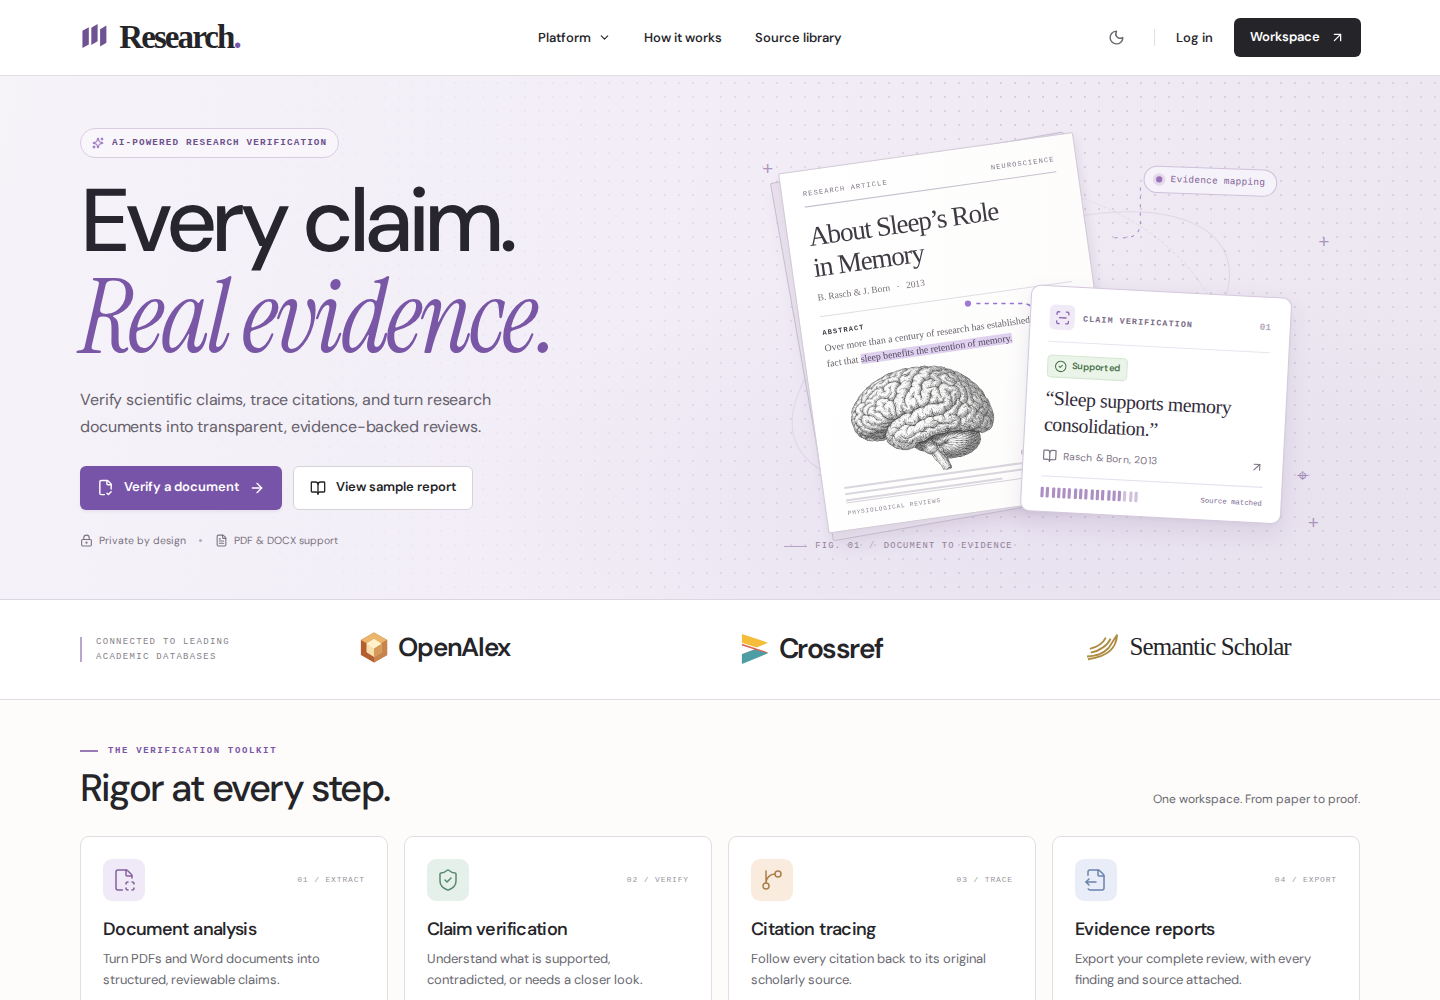 Research.
Platform
How it works
Source library
Log in
Workspace
AI-POWERED RESEARCH VERIFICATION
Every claim.
Real evidence.
Verify scientific claims, trace citations, and turn research
documents into transparent, evidence-backed reviews.
Verify a document
View sample report
Private by design • PDF & DOCX support
RESEARCH ARTICLE
NEUROSCIENCE
About Sleep’s Role
in Memory
B. Rasch & J. Born · 2013
ABSTRACT
Over more than a century of research has established
fact that sleep benefits the retention of memory.
PHYSIOLOGICAL REVIEWS
Evidence mapping
CLAIM VERIFICATION
01
Supported
“Sleep supports memory
consolidation.”
Rasch & Born, 2013
Source matched
FIG. 01 / DOCUMENT TO EVIDENCE
CONNECTED TO LEADING
ACADEMIC DATABASES
OpenAlex
Crossref
Semantic Scholar
THE VERIFICATION TOOLKIT
Rigor at every step.
One workspace. From paper to proof.
01 / EXTRACT
Document analysis
Turn PDFs and Word documents into
structured, reviewable claims.
02 / VERIFY
Claim verification
Understand what is supported,
contradicted, or needs a closer look.
03 / TRACE
Citation tracing
Follow every citation back to its original
scholarly source.
04 / EXPORT
Evidence reports
Export your complete review, with every
finding and source attached.